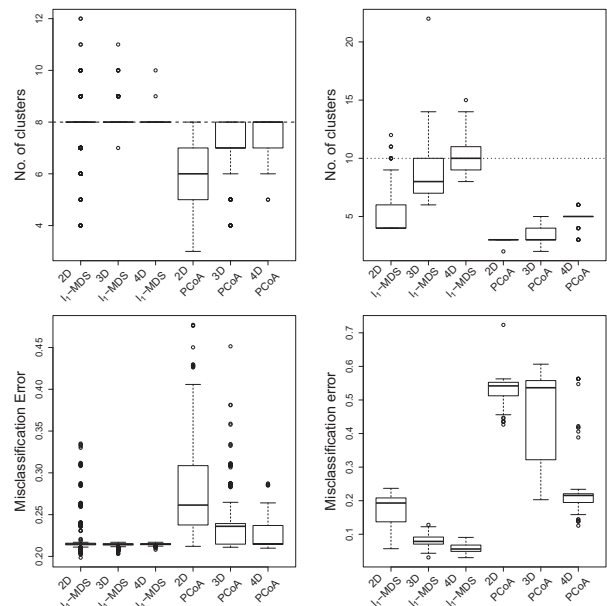 No. of clusters
12
10
8
6
4
2D
l₁-MDS
3D
l₁-MDS
4D
l₁-MDS
2D
PCoA
3D
PCoA
4D
PCoA
No. of clusters
20
15
10
5
2D
l₁-MDS
3D
l₁-MDS
4D
l₁-MDS
2D
PCoA
3D
PCoA
4D
PCoA
Misclassification Error
0.45
0.40
0.35
0.30
0.25
0.20
2D
l₁-MDS
3D
l₁-MDS
4D
l₁-MDS
2D
PCoA
3D
PCoA
4D
PCoA
Misclassification error
0.7
0.6
0.5
0.4
0.3
0.2
0.1
2D
l₁-MDS
3D
l₁-MDS
4D
l₁-MDS
2D
PCoA
3D
PCoA
4D
PCoA